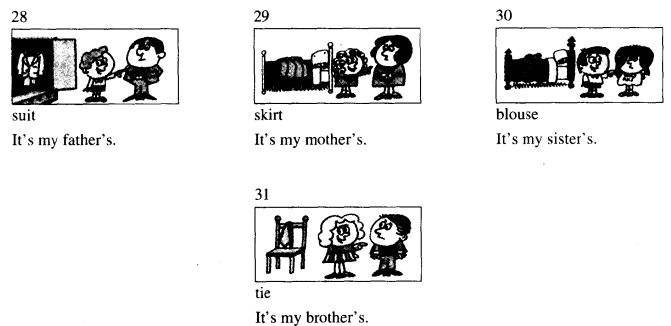 28
suit
It's my father's.
29
skirt
It's my mother's.
30
blouse
It's my sister's.
31
tie
It's my brother's.